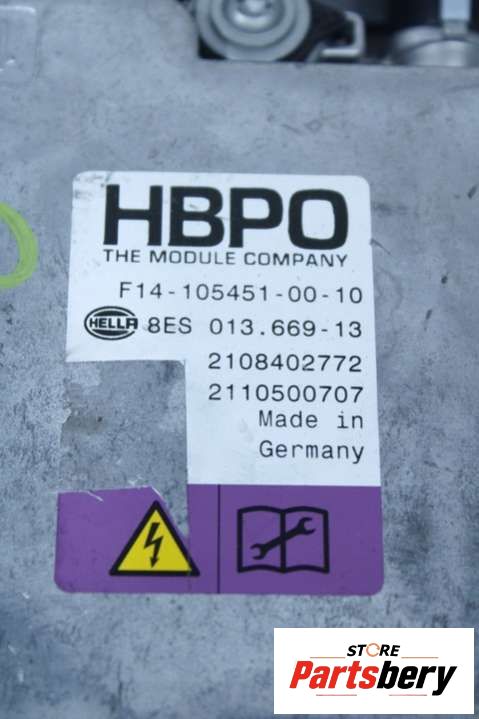 HBPO
THE MODULE COMPANY
F14-105451-00-10
HELLA 8ES 013.669-13
2108402772
2110500707
Made in
Germany
STORE
Partsbery